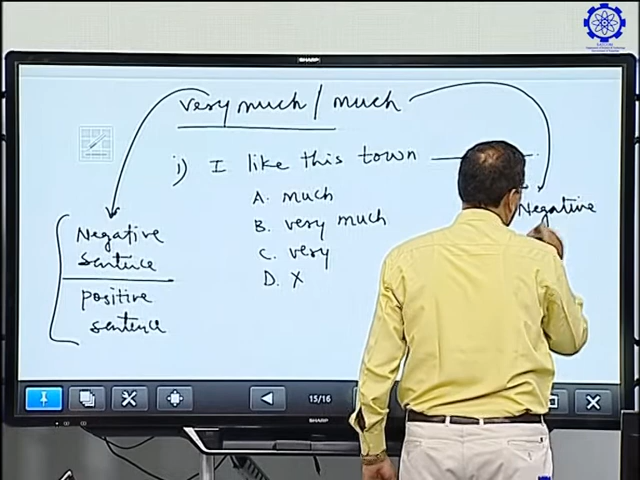 SHARP
very much / much
i) I like this town
A. much
B. very much
C. very
D. X
Negative
Sentence
positive
sentence
Negative
15/16
SHARP